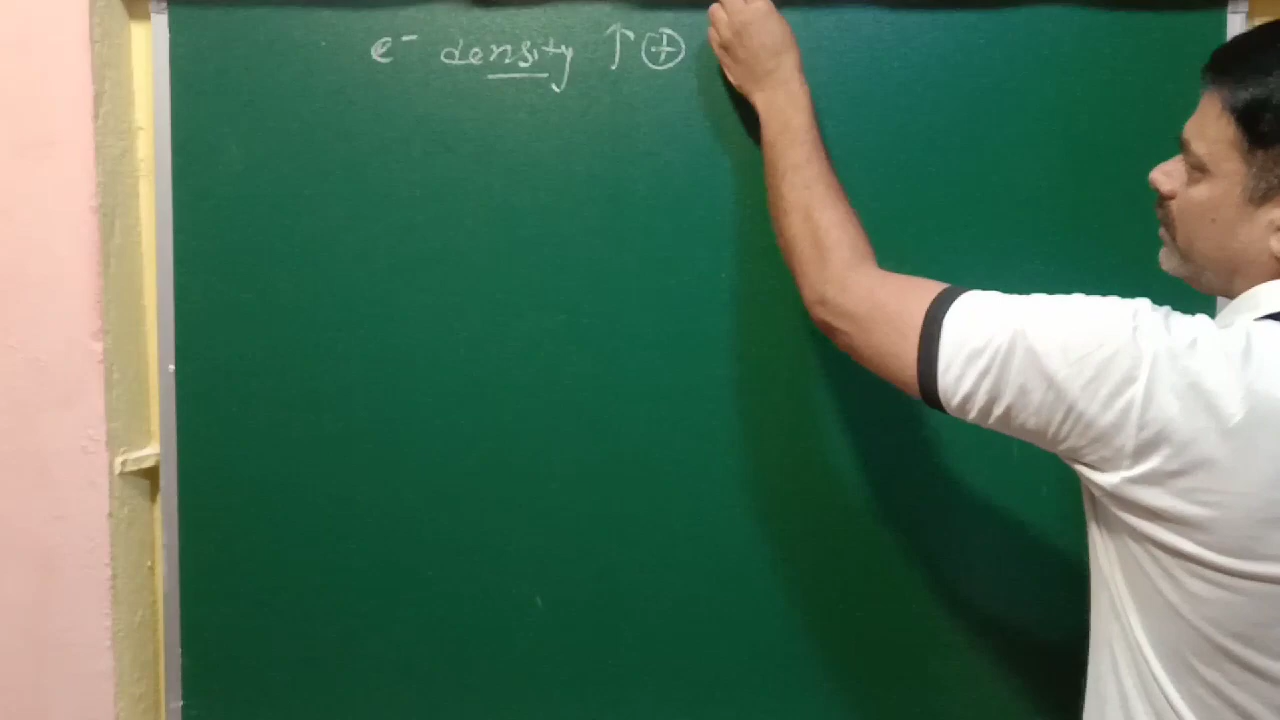 e⁻ density ↑ ⊕